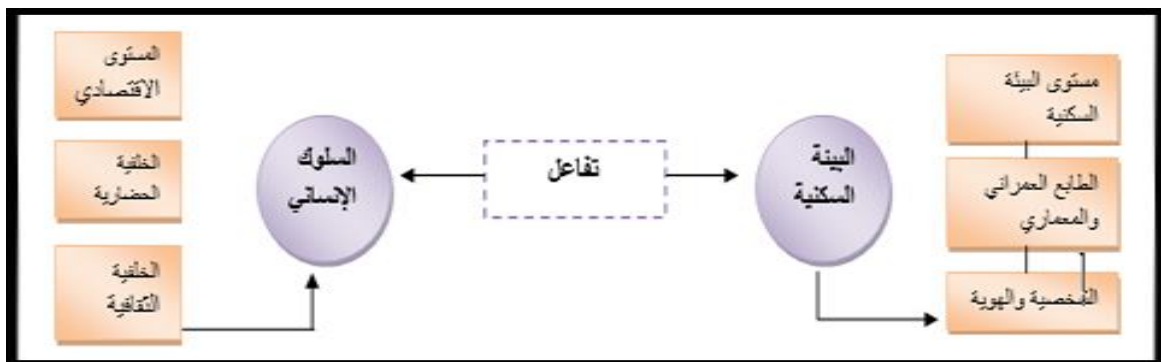 المستوى
الاقتصادي
الخلفية
الحضارية
الخلفية
الثقافية
السلوك
الإنساني
تفاعل
البيئة
السكنية
مستوى البيئة
السكنية
الطابع العمراني
والمعماري
الشخصية والهوية